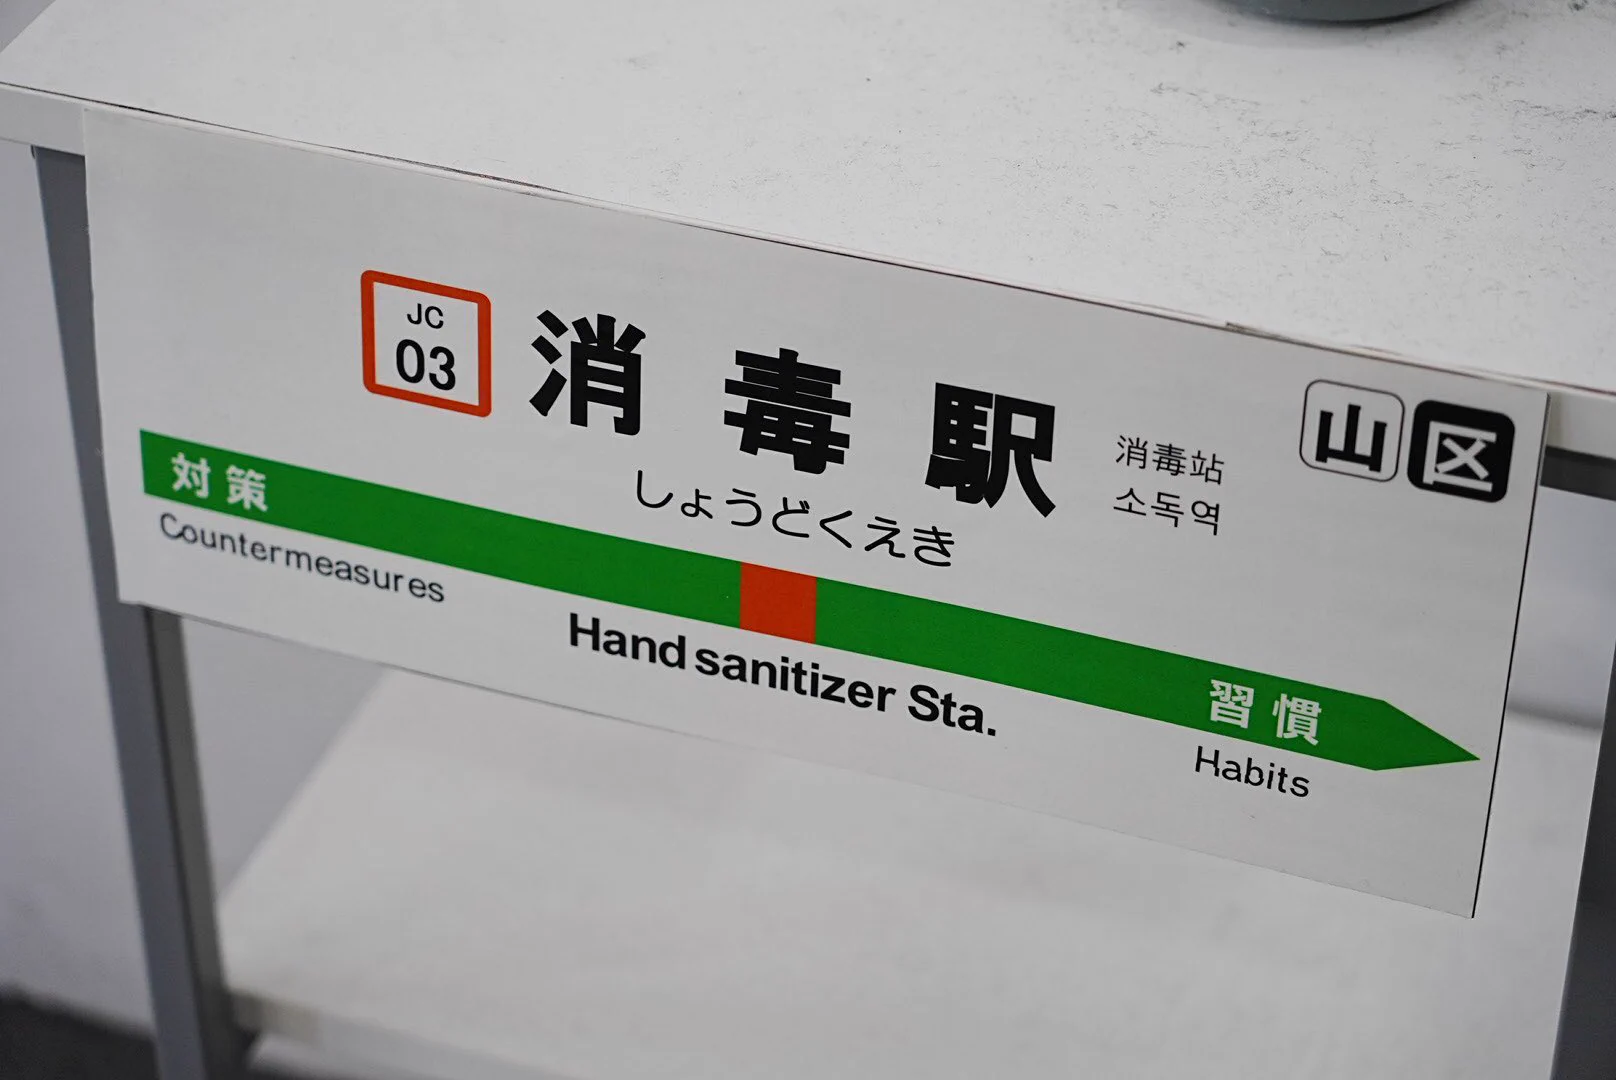 JC
03
消毒駅
しょうどくえき
消毒站
소독역
山 区
対策
Countermeasures
Hand sanitizer Sta.
習慣
Habits